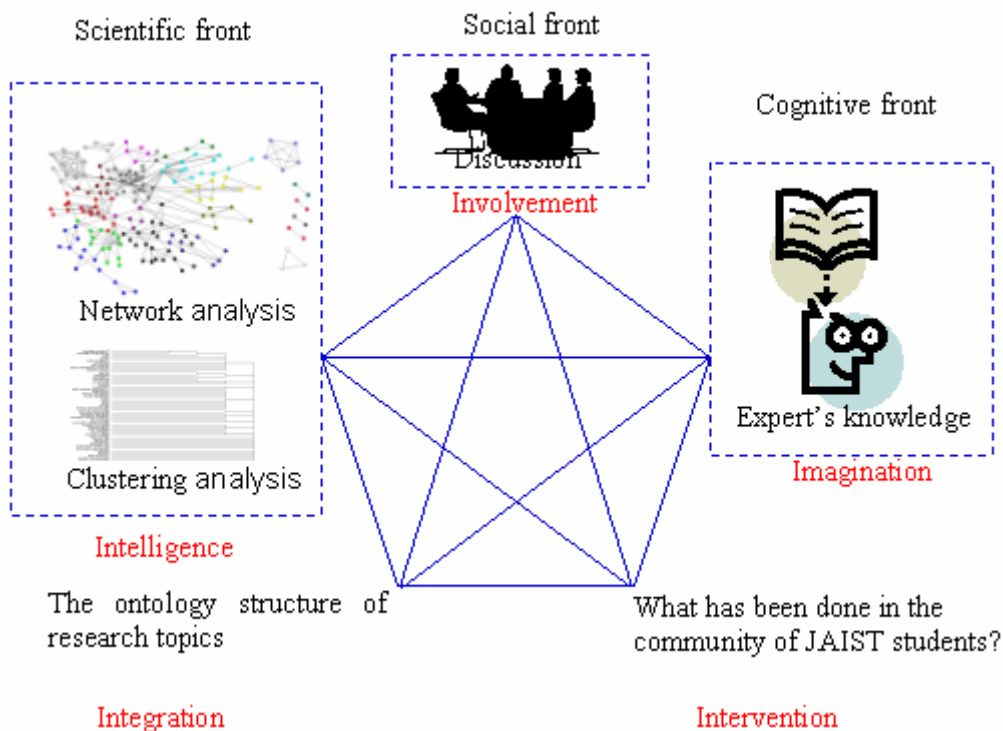 Scientific front
Social front
Cognitive front
Discussion
Involvement
Network analysis
Expert's knowledge
Clustering analysis
Imagination
Intelligence
The ontology structure of
research topics
What has been done in the
community of JAIST students?
Integration
Intervention